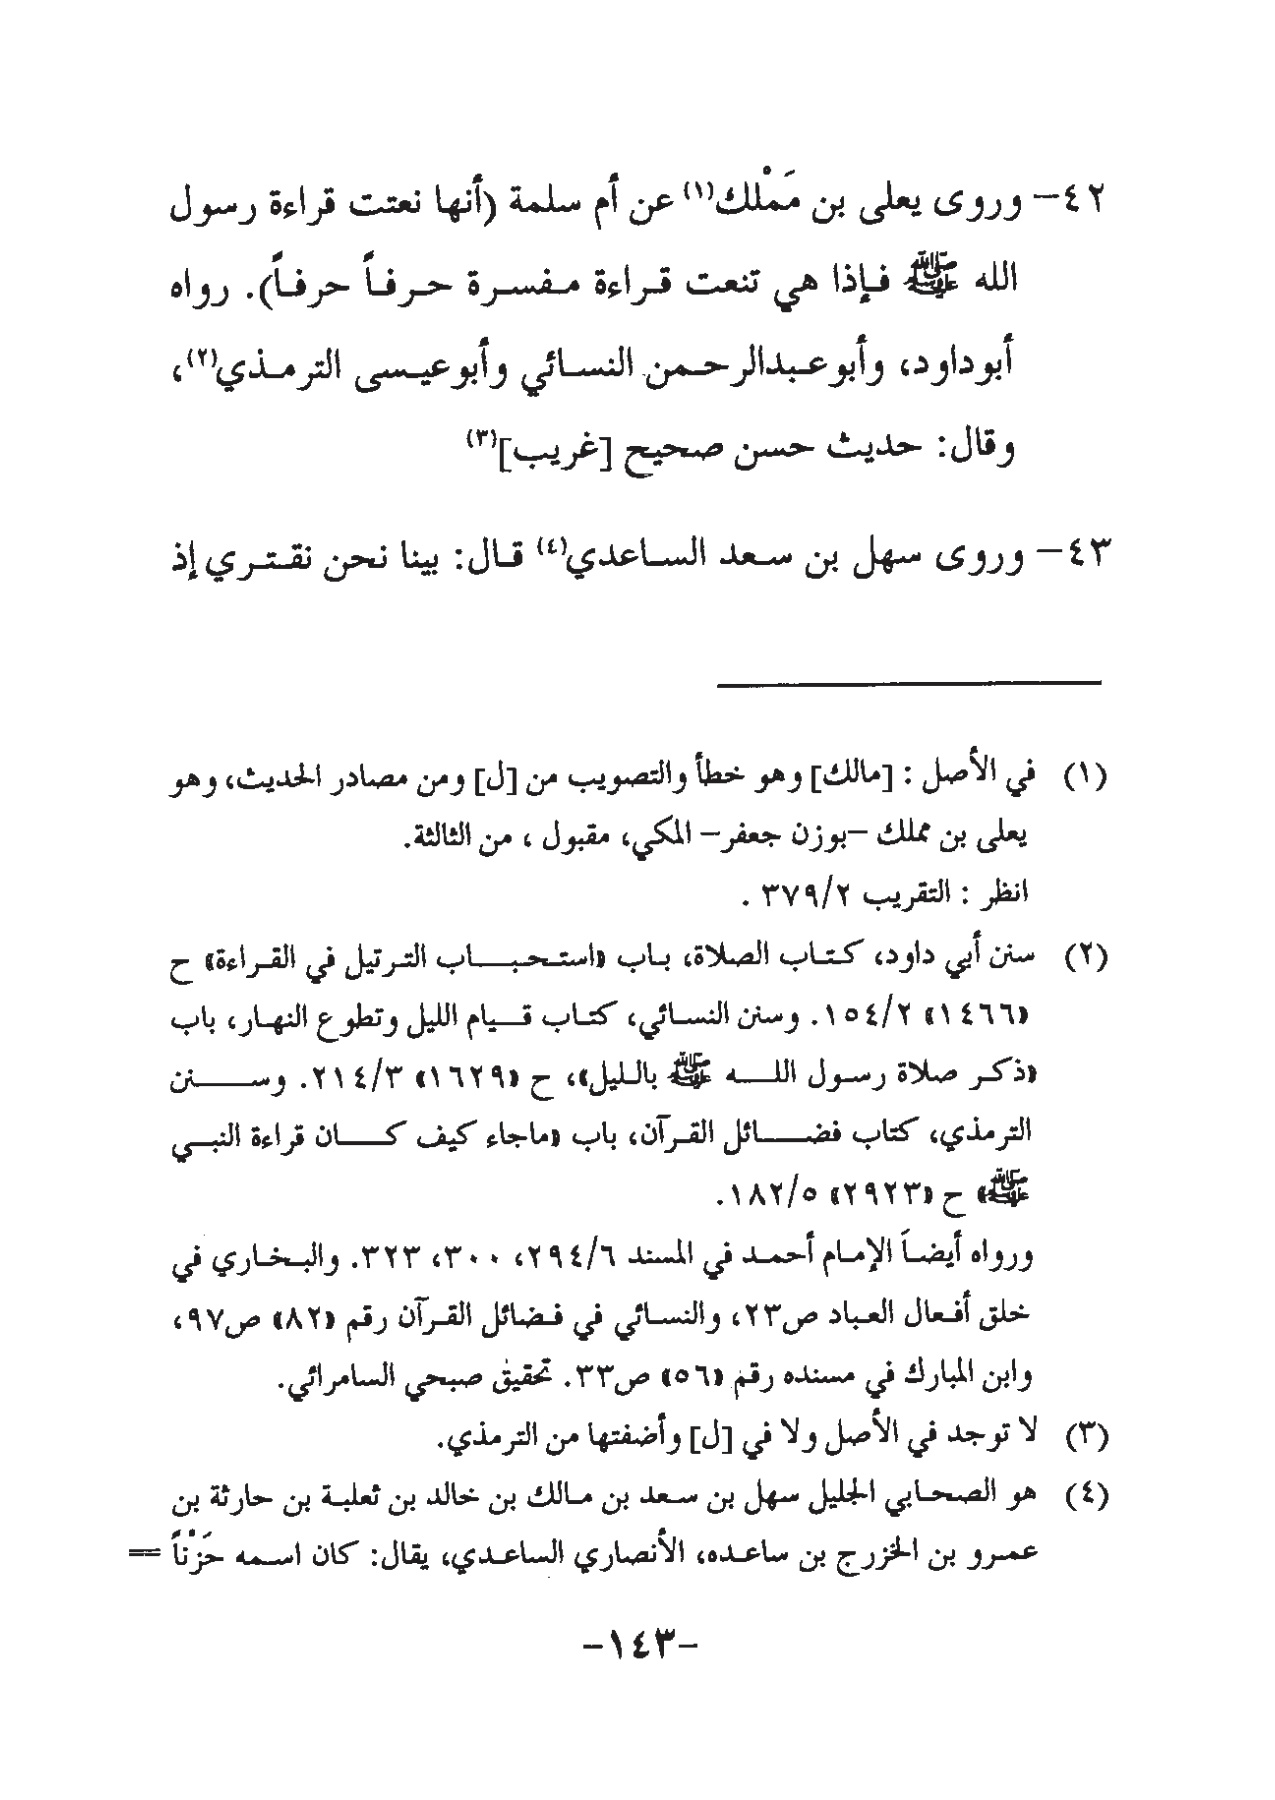 ٤٢- وروى يعلى بن مَمْلك(١) عن أم سلمة (أنها نعتت قراءة رسول
الله ﷺ فإذا هي تنعت قراءة مفسرة حرفاً حرفاً). رواه
أبوداود، وأبوعبدالرحمن النسائي وأبوعيسى الترمذي(٢)،
وقال: حديث حسن صحيح [غريب](٣)
٤٣- وروى سهل بن سعد الساعدي(٤) قال: بينا نحن نقتري إذ
(١) في الأصل : [مالك] وهو خطأ والتصويب من [ل] ومن مصادر الحديث، وهو
يعلى بن مملك -بوزن جعفر- المكي، مقبول ، من الثالثة.
انظر : التقريب ٣٧٩/٢ .
(٢) سنن أبي داود، كتاب الصلاة، باب «استحباب الترتيل في القراءة» ح
«١٤٦٦» ١٥٤/٢. وسنن النسائي، كتاب قيام الليل وتطوع النهار، باب
«ذكر صلاة رسول الله ﷺ بالليل»، ح «١٦٢٩» ٢١٤/٣. وسنن
الترمذي، كتاب فضائل القرآن، باب «ماجاء كيف كان قراءة النبي
ﷺ» ح «٢٩٢٣» ١٨٢/٥.
ورواه أيضاً الإمام أحمد في المسند ٢٩٤/٦، ٣٠٠، ٣٢٣. والبخاري في
خلق أفعال العباد ص٢٣، والنسائي في فضائل القرآن رقم «٨٢» ص٩٧،
وابن المبارك في مسنده رقم «٥٦» ص٣٣. تحقيق صبحي السامرائي.
(٣) لا توجد في الأصل ولا في [ل] وأضفتها من الترمذي.
(٤) هو الصحابي الجليل سهل بن سعد بن مالك بن خالد بن ثعلبة بن حارثة بن
عمرو بن الخزرج بن ساعده، الأنصاري الساعدي، يقال: كان اسمه حَزْناً =
-١٤٣-